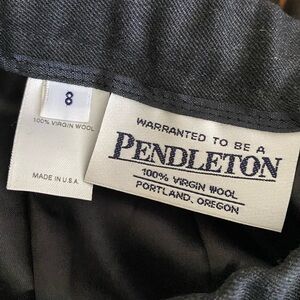 8
100% VIRGIN WOOL
MADE IN U.S.A.
WARRANTED TO BE A
PENDLETON
100% VIRGIN WOOL
PORTLAND, OREGON